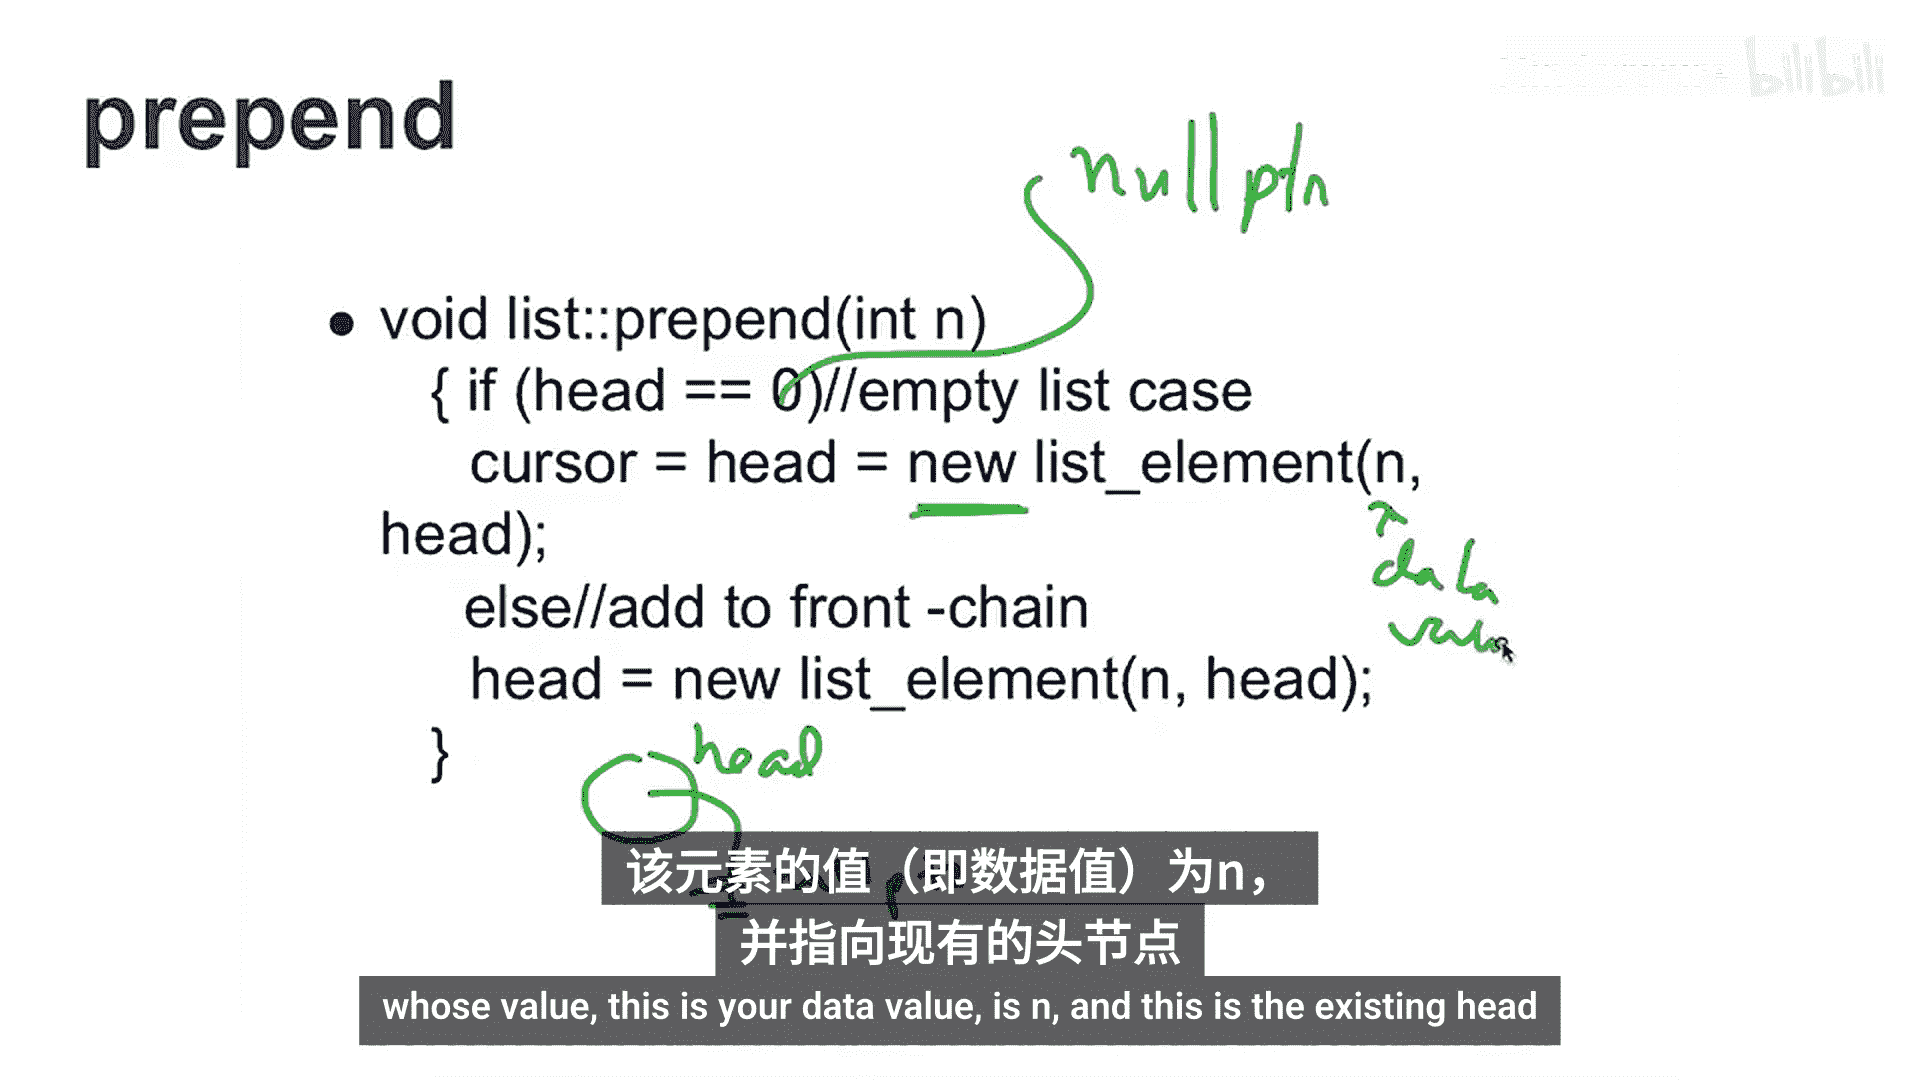 bilibili
prepend
nullptr
• void list::prepend(int n)
{ if (head == 0)//empty list case
cursor = head = new list_element(n,
head);
data
else//add to front -chain
head = new list_element(n, head);
}
head
该元素的值（即数据值）为n，
并指向现有的头节点
whose value, this is your data value, is n, and this is the existing head